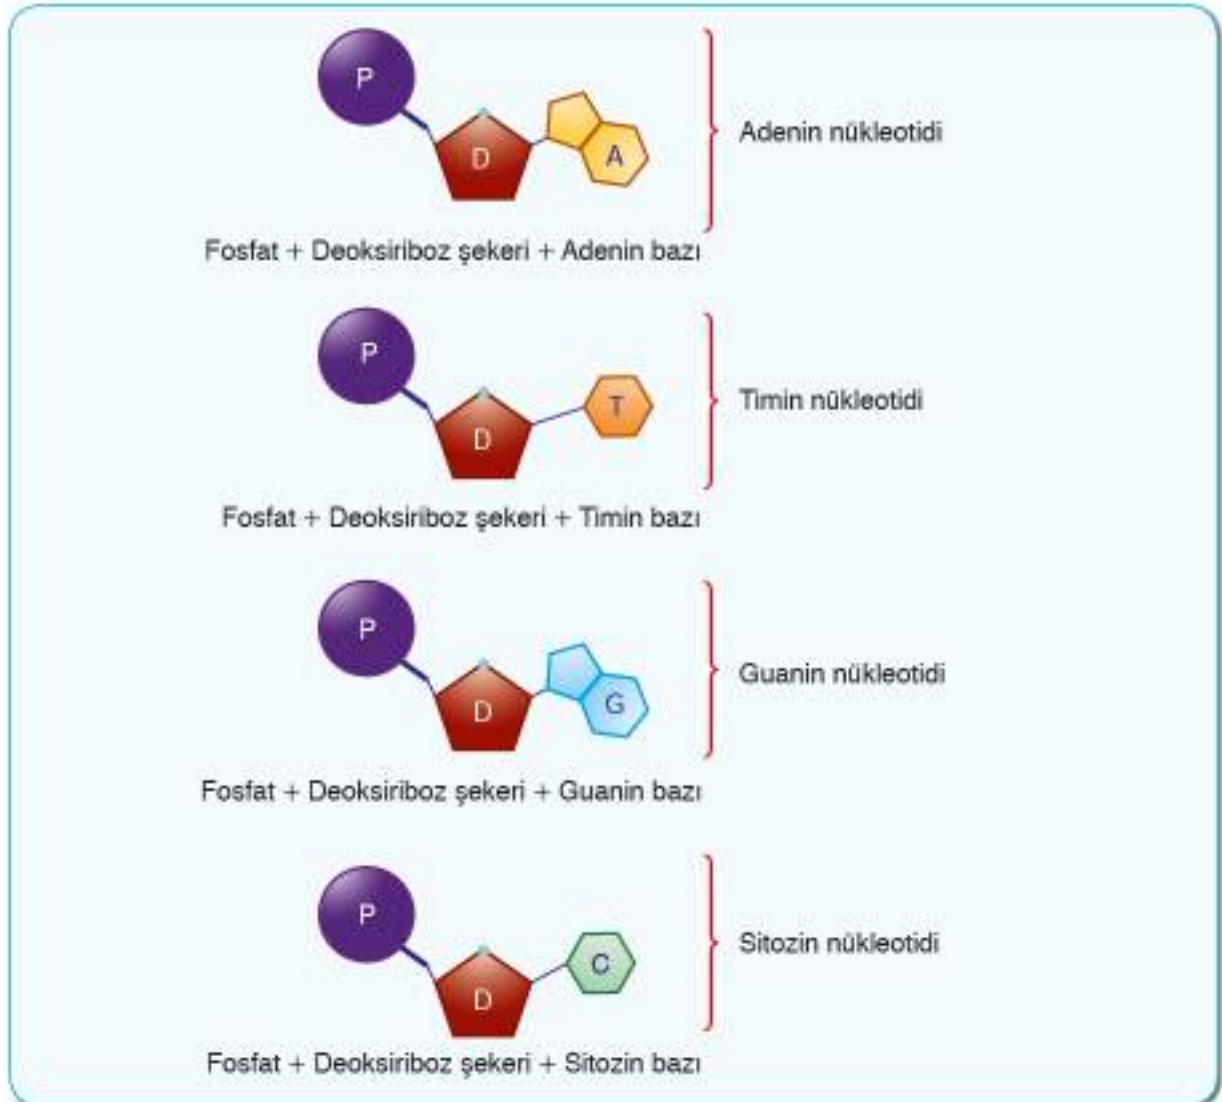 P
D
A
Adenin nükleotidi
Fosfat + Deoksiriboz şekeri + Adenin bazı
P
D
T
Timin nükleotidi
Fosfat + Deoksiriboz şekeri + Timin bazı
P
D
G
Guanin nükleotidi
Fosfat + Deoksiriboz şekeri + Guanin bazı
P
D
C
Sitozin nükleotidi
Fosfat + Deoksiriboz şekeri + Sitozin bazı